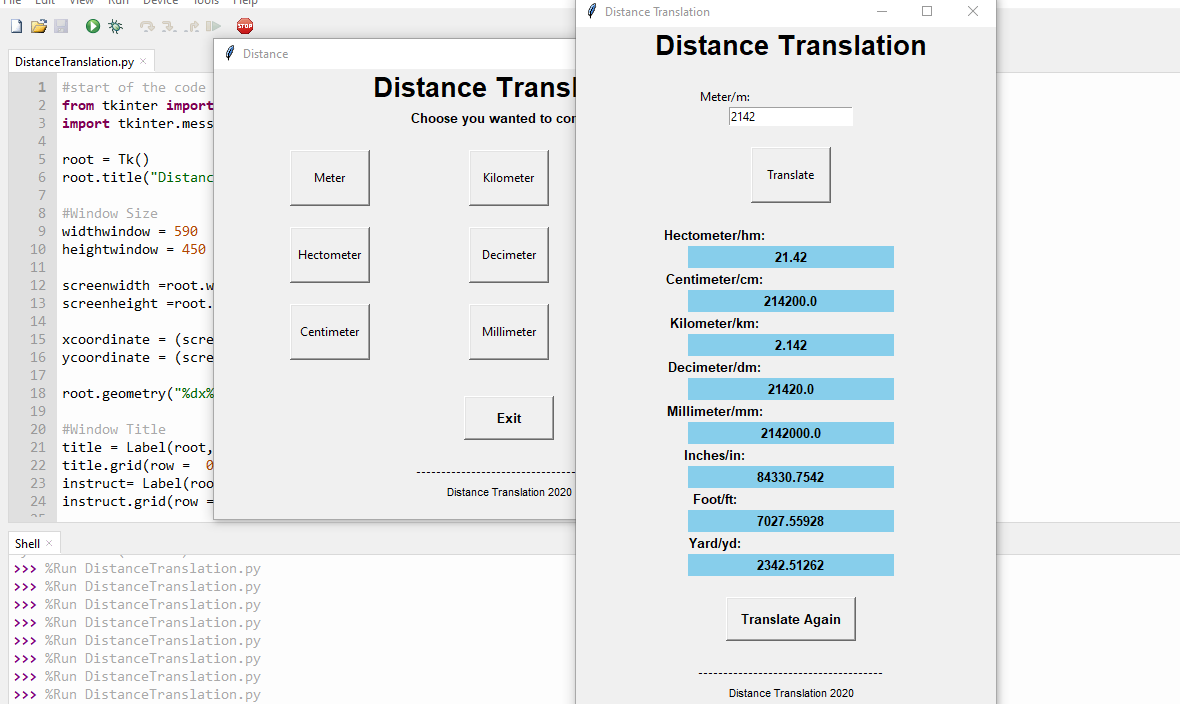 File Edit View Navigate Run Device Tools Help
STOP
DistanceTranslation.py ×
1 #start of the code
2 from tkinter import
3 import tkinter.mess
4
5 root = Tk()
6 root.title("Distanc
7
8 #Window Size
9 widthwindow = 590
10 heightwindow = 450
11
12 screenwidth =root.w
13 screenheight =root.
14
15 xcoordinate = (scre
16 ycoordinate = (scre
17
18 root.geometry("%dx%
19
20 #Window Title
21 title = Label(root,
22 title.grid(row =  0
23 instruct= Label(roo
24 instruct.grid(row =
25
Shell ×
>>> %Run DistanceTranslation.py
>>> %Run DistanceTranslation.py
>>> %Run DistanceTranslation.py
>>> %Run DistanceTranslation.py
>>> %Run DistanceTranslation.py
>>> %Run DistanceTranslation.py
>>> %Run DistanceTranslation.py
>>> %Run DistanceTranslation.py
Distance
Distance Transl
Choose you wanted to con
Meter
Kilometer
Hectometer
Decimeter
Centimeter
Millimeter
Exit
--------------------------------
Distance Translation 2020
Distance Translation
Distance Translation
Meter/m:
2142
Translate
Hectometer/hm:
21.42
Centimeter/cm:
214200.0
Kilometer/km:
2.142
Decimeter/dm:
21420.0
Millimeter/mm:
2142000.0
Inches/in:
84330.7542
Foot/ft:
7027.55928
Yard/yd:
2342.51262
Translate Again
-------------------------------------
Distance Translation 2020